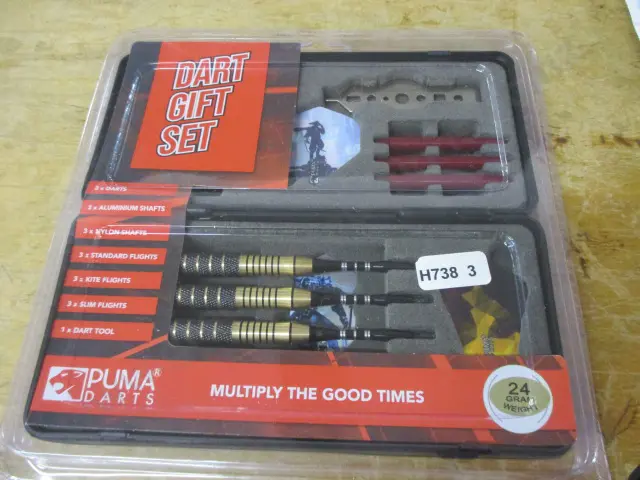 DART
GIFT
SET
3 x DARTS
3 x ALUMINIUM SHAFTS
3 x NYLON SHAFTS
3 x STANDARD FLIGHTS
3 x KITE FLIGHTS
3 x SLIM FLIGHTS
1 x DART TOOL
H738 3
PUMA®
DARTS
MULTIPLY THE GOOD TIMES
24
GRAM
WEIGHT